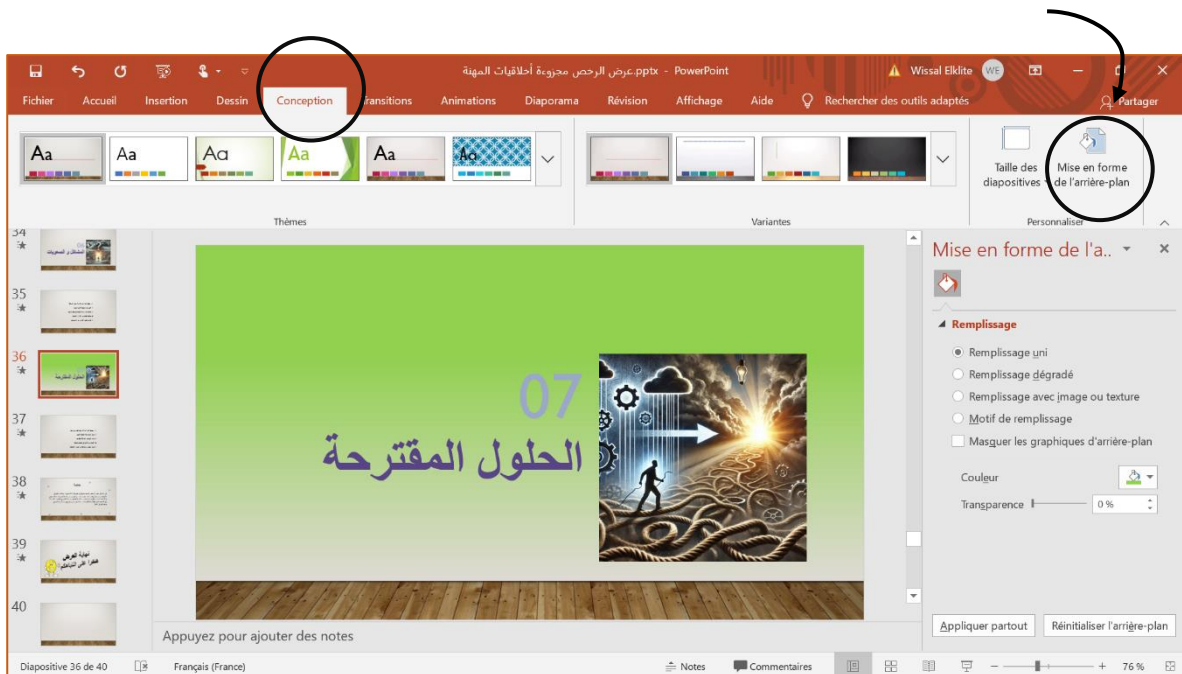 عرض الرحص مجزوءة أخلاقيات المهنة.pptx - PowerPoint
Wissal Elklite WE
Fichier Accueil Insertion Dessin Conception Transitions Animations Diaporama Révision Affichage Aide Rechercher des outils adaptés Partager
Aa Aa Aa Aa Aa Aa
Taille des diapositives
Mise en forme de l'arrière-plan
Thèmes Variantes Personnaliser
34
35
36
الحلول المقترحة
37
38
39
نهاية العرض
40
07
الحلول المقترحة
Appuyez pour ajouter des notes
Mise en forme de l'a..
Remplissage
Remplissage uni
Remplissage dégradé
Remplissage avec image ou texture
Motif de remplissage
Masquer les graphiques d'arrière-plan
Couleur
Transparence 0 %
Appliquer partout Réinitialiser l'arrière-plan
Diapositive 36 de 40 Français (France) Notes Commentaires 76 %